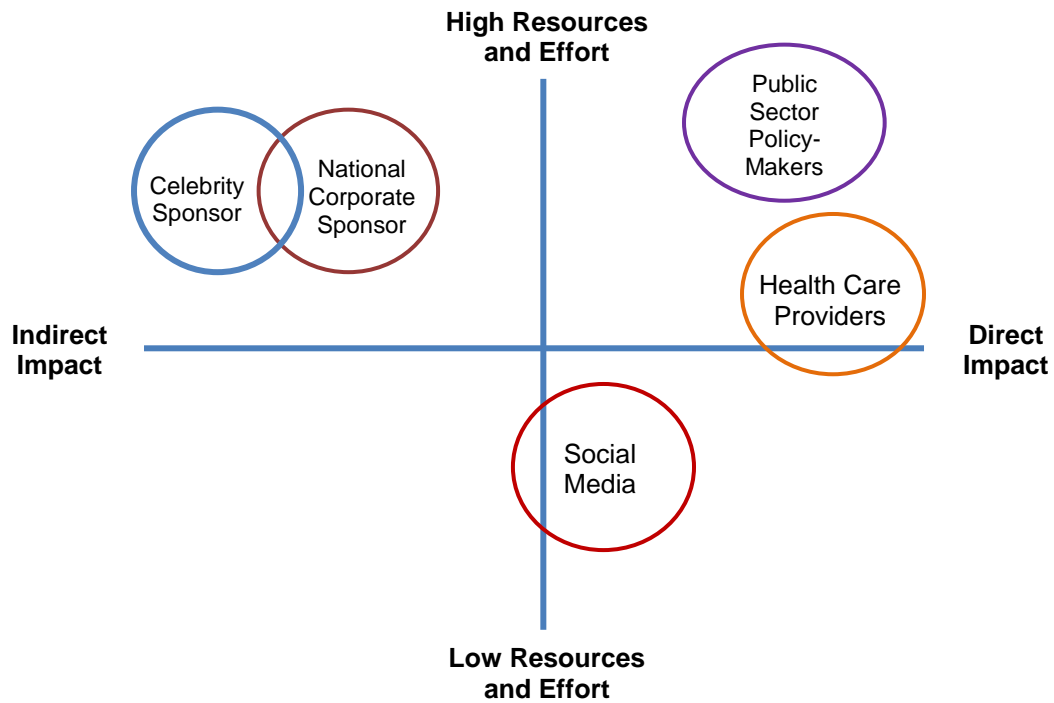 High Resources
and Effort
Public
Sector
Policy-
Makers
Celebrity
Sponsor
National
Corporate
Sponsor
Health Care
Providers
Indirect
Impact
Direct
Impact
Social
Media
Low Resources
and Effort